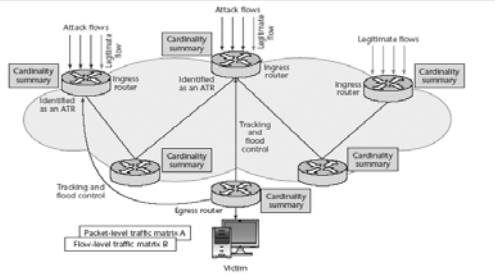 Attack flows
Attack flows
Legitimate
flow
Legitimate
flow
Legitimate flows
Cardinality
summary
Cardinality
summary
Cardinality
summary
Ingress
router
Identified
as an ATR
Ingress
router
Identified
as an ATR
Ingress
router
Tracking
and
flood
control
Cardinality
summary
Cardinality
summary
Tracking and
flood control
Cardinality
summary
Egress router
Packet-level traffic matrix A
Flow-level traffic matrix B
Victim